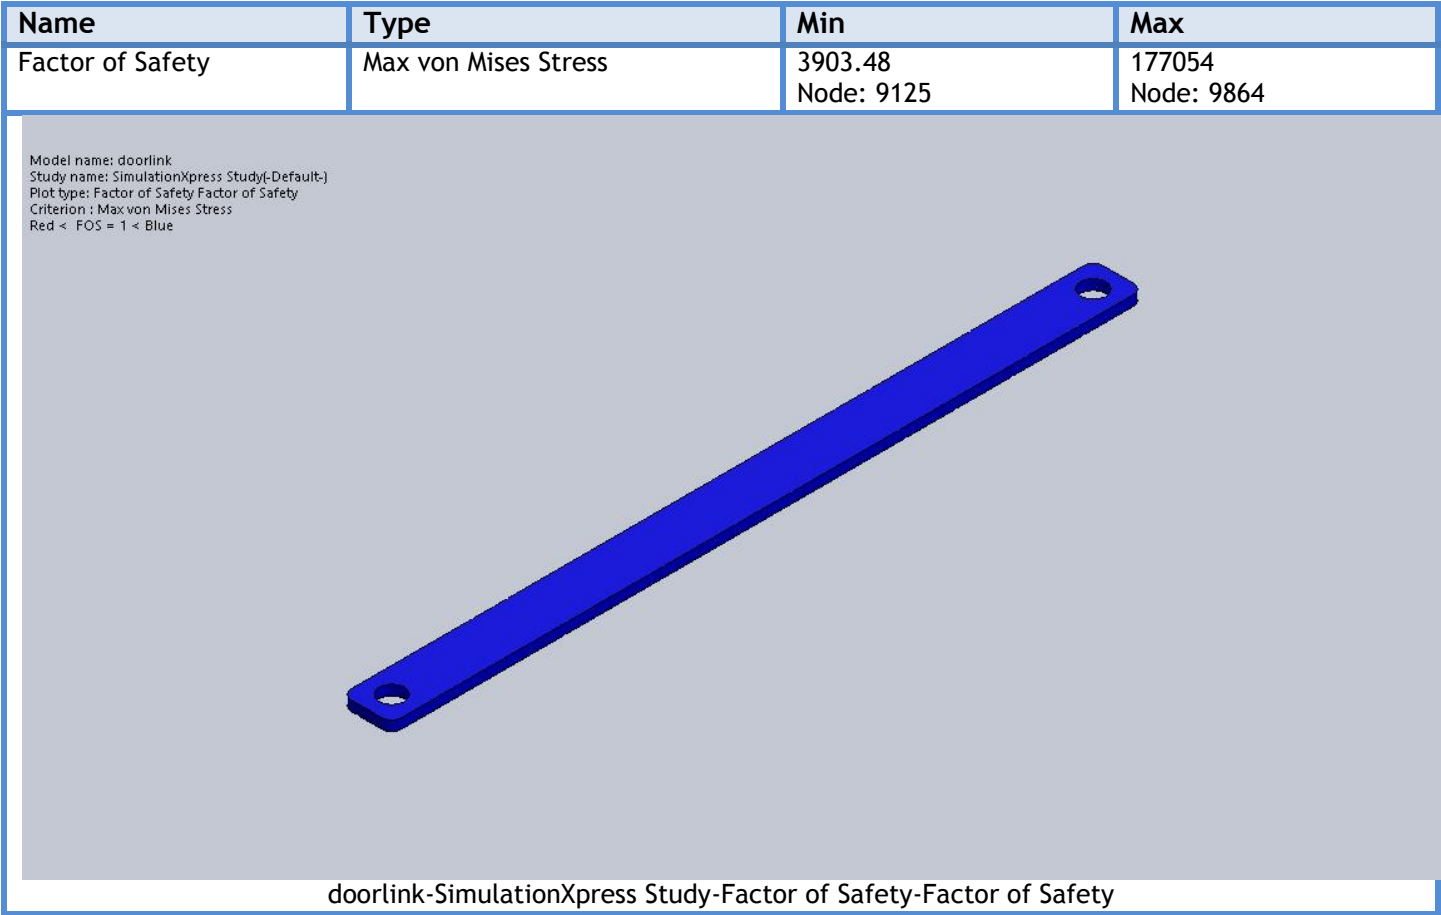 Name Type Min Max
Factor of Safety Max von Mises Stress 3903.48 177054
Node: 9125 Node: 9864
Model name: doorlink
Study name: SimulationXpress Study(-Default-)
Plot type: Factor of Safety Factor of Safety
Criterion : Max von Mises Stress
Red < FOS = 1 < Blue
doorlink-SimulationXpress Study-Factor of Safety-Factor of Safety